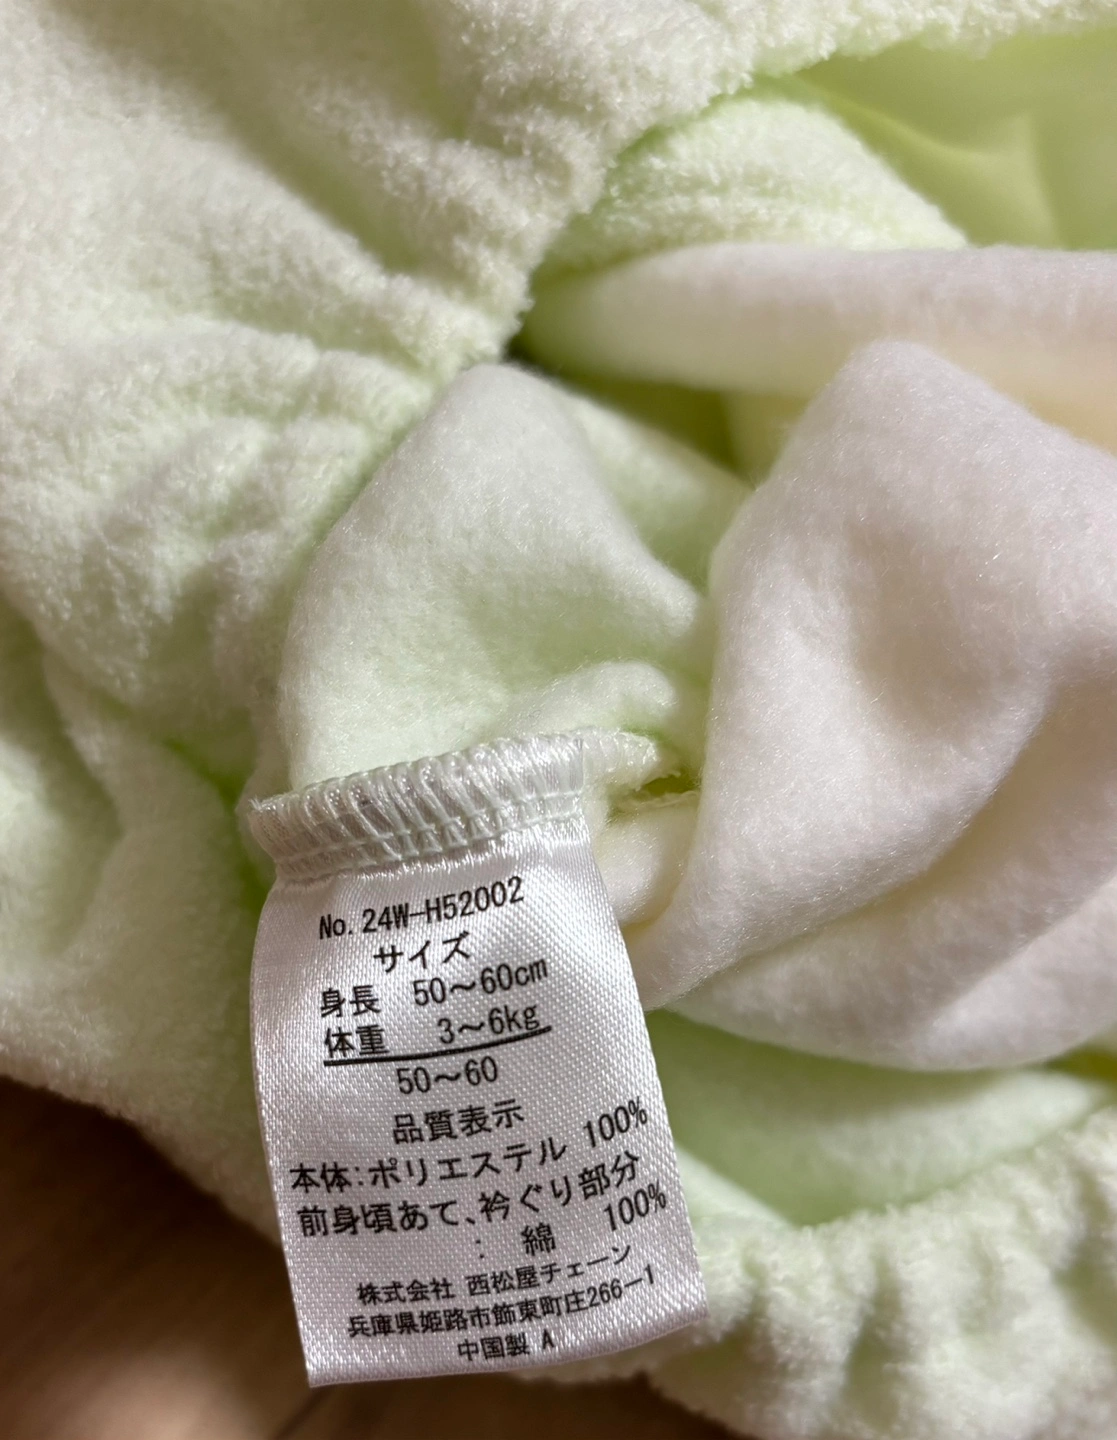 No. 24W-H52002
サイズ
身長 50～60cm
体重 3～6kg
50～60
品質表示
本体:ポリエステル 100%
前身頃あて、衿ぐり部分
: 綿 100%
株式会社 西松屋チェーン
兵庫県姫路市飾東町庄266-1
中国製 A